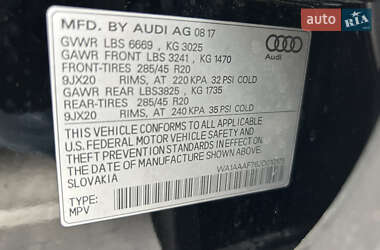 auto RIA.com
MFD. BY AUDI AG 08 17
GVWR LBS 6669 , KG 3025
GAWR FRONT LBS 3241 , KG 1470
FRONT-TIRES 285/45 R20
9JX20 RIMS, AT 220 KPA 32 PSI COLD
GAWR REAR LBS3825 , KG 1735
REAR-TIRES 285/45 R20
9JX20 RIMS, AT 240 KPA 35 PSI COLD
THIS VEHICLE CONFORMS TO ALL APPLICABLE
U.S. FEDERAL MOTOR VEHICLE SAFETY AND
THEFT PREVENTION STANDARDS IN EFFECT ON
THE DATE OF MANUFACTURE SHOWN ABOVE
SLOVAKIA
TYPE:
MPV
Audi